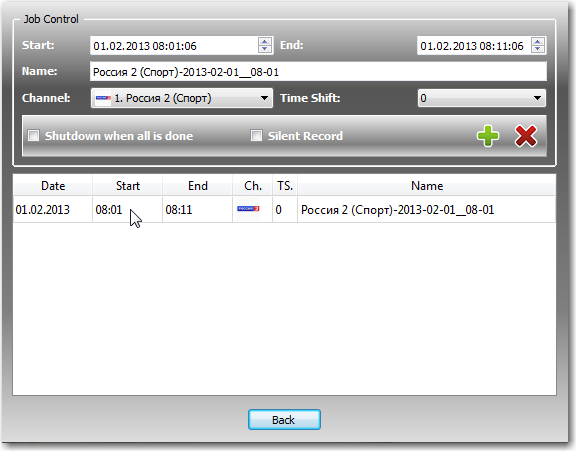 Job Control
Start: 01.02.2013 08:01:06 End: 01.02.2013 08:11:06
Name: Россия 2 (Спорт)-2013-02-01__08-01
Channel: 1. Россия 2 (Спорт) Time Shift: 0
Shutdown when all is done Silent Record
Date Start End Ch. TS. Name
01.02.2013 08:01 08:11 РОССИЯ 2 0 Россия 2 (Спорт)-2013-02-01__08-01
Back